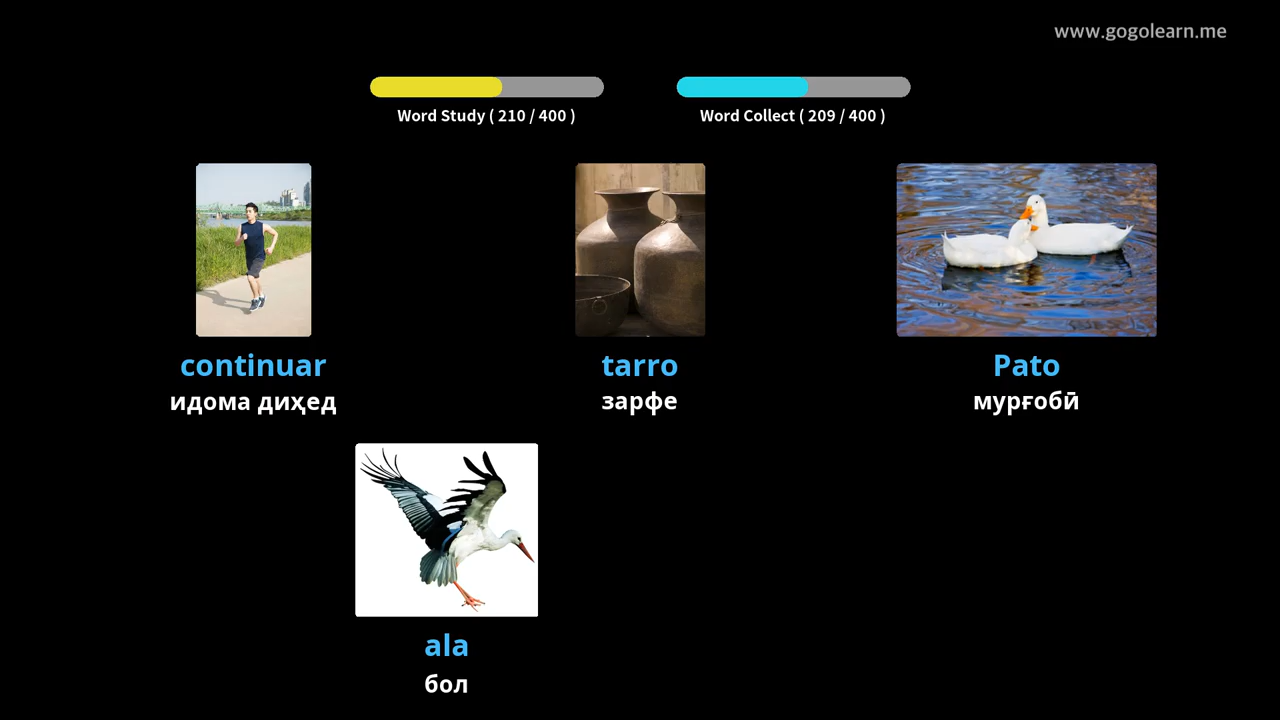 www.gogolearn.me
Word Study ( 210 / 400 )
Word Collect ( 209 / 400 )
continuar
идома диҳед
tarro
зарфе
Pato
мурғобӣ
ala
бол